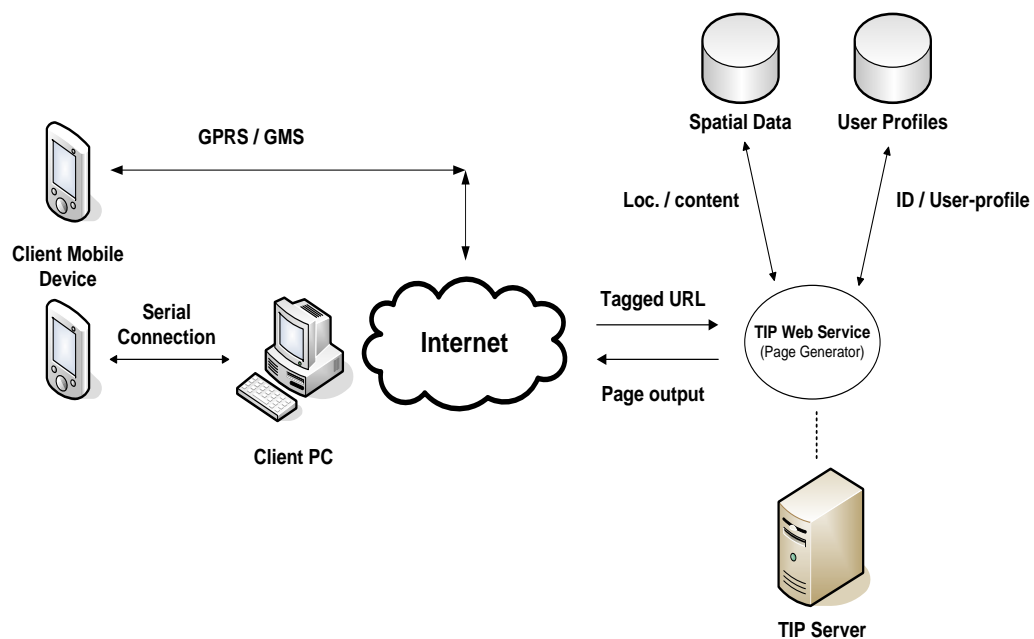 Spatial Data
User Profiles
GPRS / GMS
Loc. / content
ID / User-profile
Client Mobile
Device
Serial
Connection
Internet
Tagged URL
TIP Web Service
(Page Generator)
Page output
Client PC
TIP Server